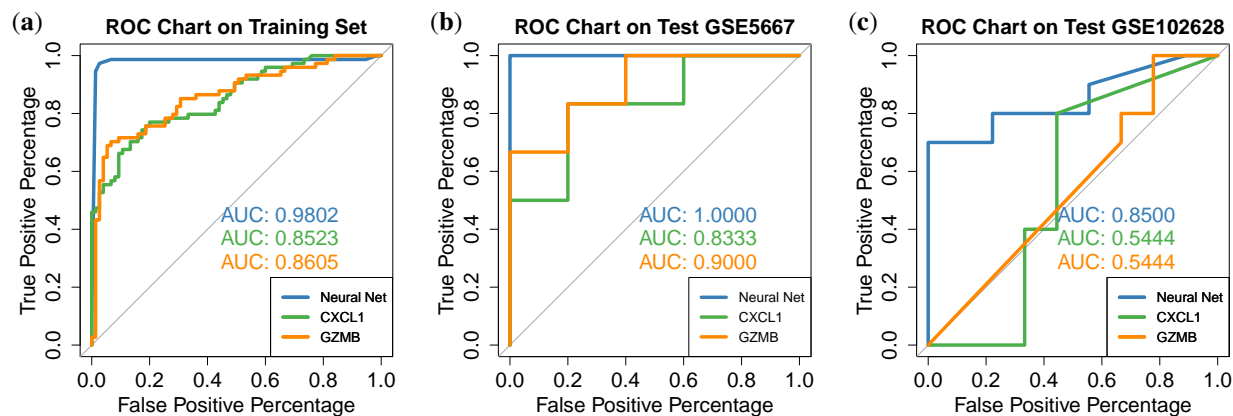 (a)
ROC Chart on Training Set
True Positive Percentage
1.0
0.8
0.6
0.4
0.2
0.0
AUC: 0.9802
AUC: 0.8523
AUC: 0.8605
Neural Net
CXCL1
GZMB
0.0 0.2 0.4 0.6 0.8 1.0
False Positive Percentage
(b)
ROC Chart on Test GSE5667
True Positive Percentage
1.0
0.8
0.6
0.4
0.2
0.0
AUC: 1.0000
AUC: 0.8333
AUC: 0.9000
Neural Net
CXCL1
GZMB
0.0 0.2 0.4 0.6 0.8 1.0
False Positive Percentage
(c)
ROC Chart on Test GSE102628
True Positive Percentage
1.0
0.8
0.6
0.4
0.2
0.0
AUC: 0.8500
AUC: 0.5444
AUC: 0.5444
Neural Net
CXCL1
GZMB
0.0 0.2 0.4 0.6 0.8 1.0
False Positive Percentage